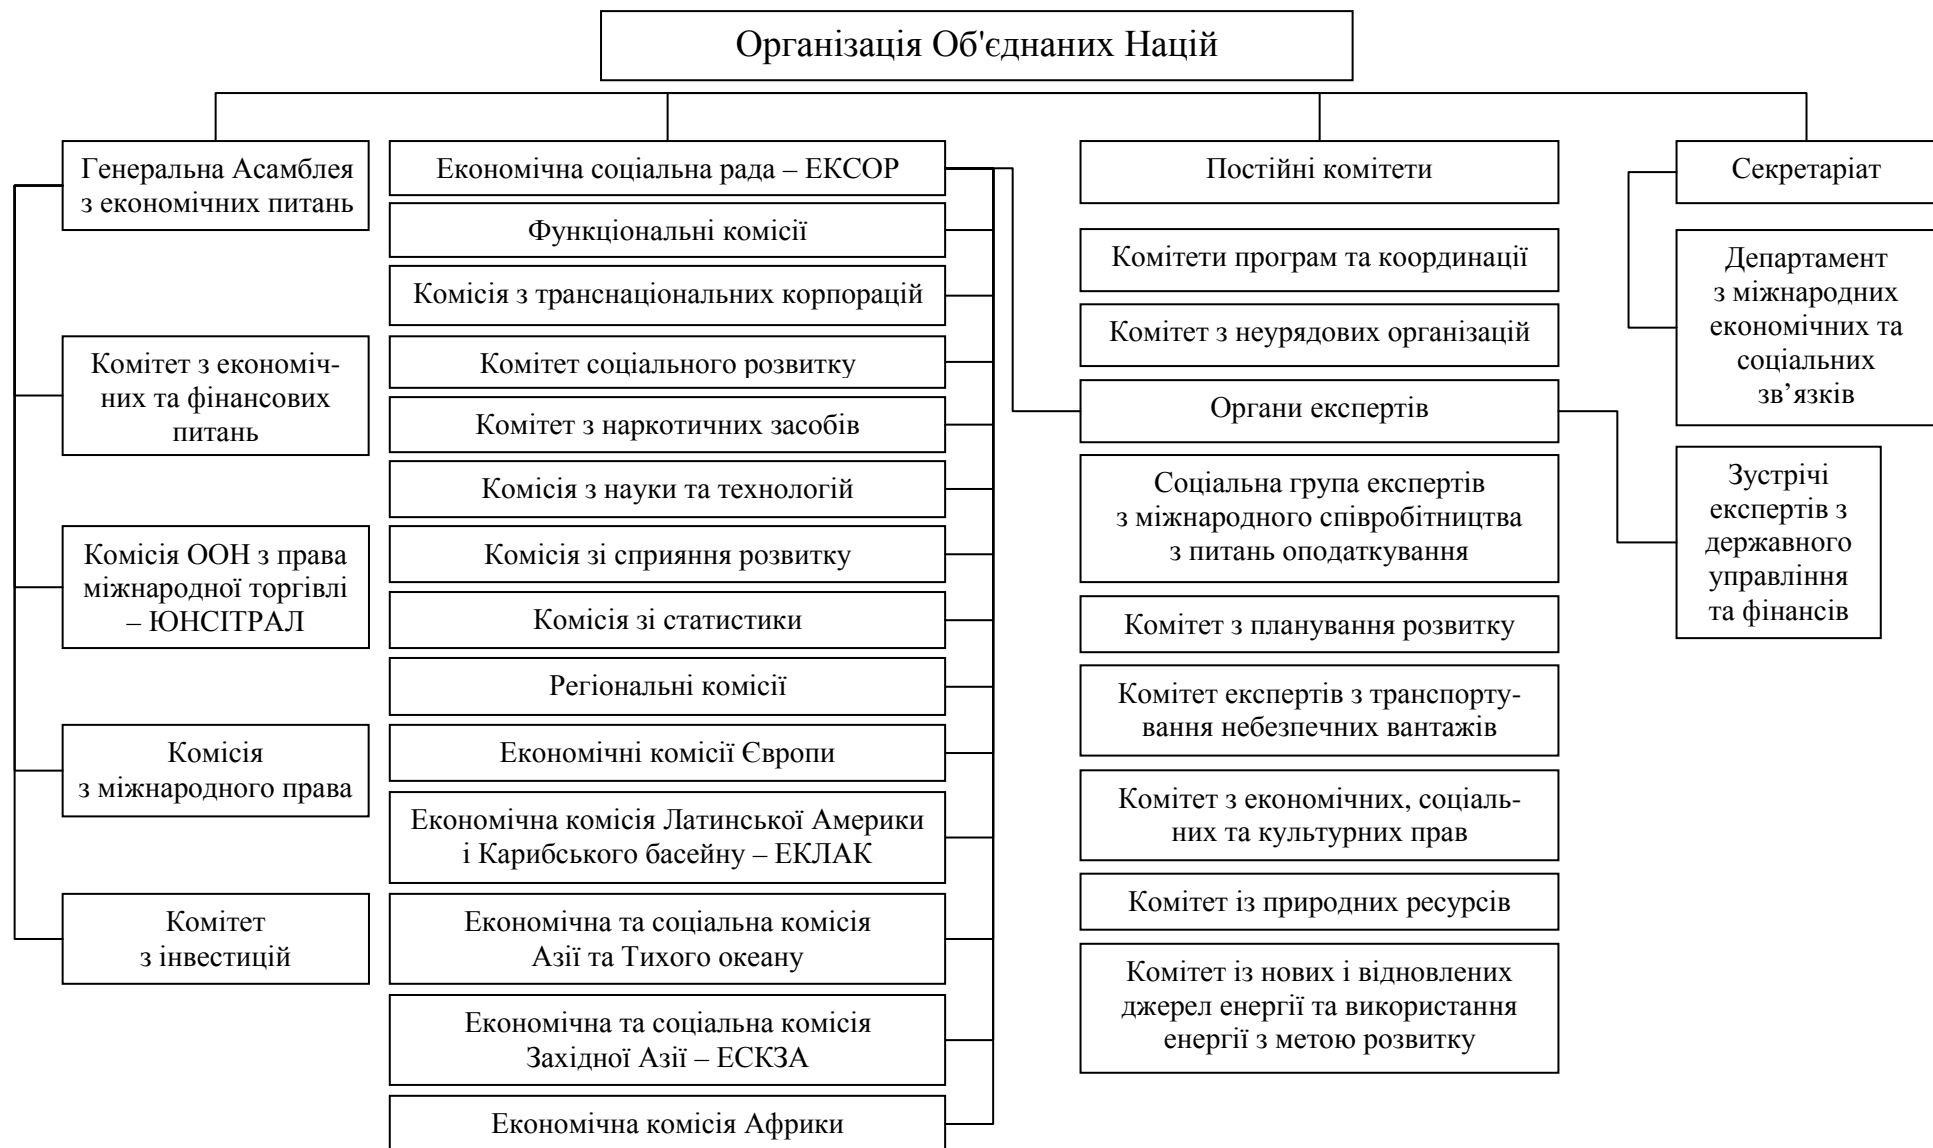 Організація Об'єднаних Націй
Генеральна Асамблея
з економічних питань
Комітет з економіч-
них та фінансових
питань
Комісія ООН з права
міжнародної торгівлі
– ЮНСІТРАЛ
Комісія
з міжнародного права
Комітет
з інвестицій
Економічна соціальна рада – ЕКСОР
Функціональні комісії
Комісія з транснаціональних корпорацій
Комітет соціального розвитку
Комітет з наркотичних засобів
Комісія з науки та технологій
Комісія зі сприяння розвитку
Комісія зі статистики
Регіональні комісії
Економічні комісії Європи
Економічна комісія Латинської Америки
і Карибського басейну – ЕКЛАК
Економічна та соціальна комісія
Азії та Тихого океану
Економічна та соціальна комісія
Західної Азії – ЕСКЗА
Економічна комісія Африки
Постійні комітети
Комітети програм та координації
Комітет з неурядових організацій
Органи експертів
Соціальна група експертів
з міжнародного співробітництва
з питань оподаткування
Комітет з планування розвитку
Комітет експертів з транспорту-
вання небезпечних вантажів
Комітет з економічних, соціаль-
них та культурних прав
Комітет із природних ресурсів
Комітет із нових і відновлених
джерел енергії та використання
енергії з метою розвитку
Секретаріат
Департамент
з міжнародних
економічних та
соціальних
зв’язків
Зустрічі
експертів з
державного
управління
та фінансів